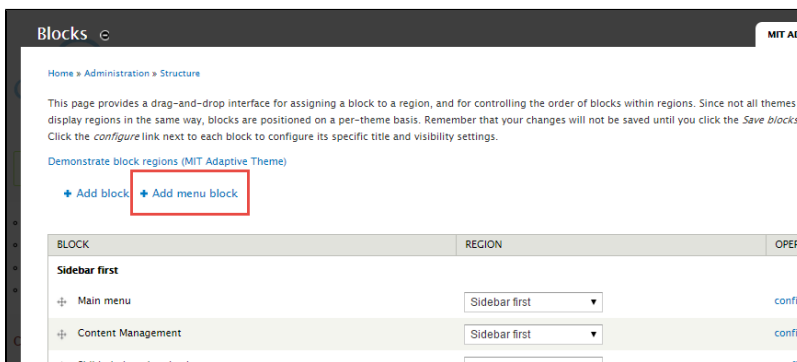 Blocks
MIT AD
Home » Administration » Structure
This page provides a drag-and-drop interface for assigning a block to a region, and for controlling the order of blocks within regions. Since not all themes
display regions in the same way, blocks are positioned on a per-theme basis. Remember that your changes will not be saved until you click the Save blocks
Click the configure link next to each block to configure its specific title and visibility settings.
Demonstrate block regions (MIT Adaptive Theme)
+ Add block + Add menu block
BLOCK REGION OPER
Sidebar first
Main menu Sidebar first confi
Content Management Sidebar first confi